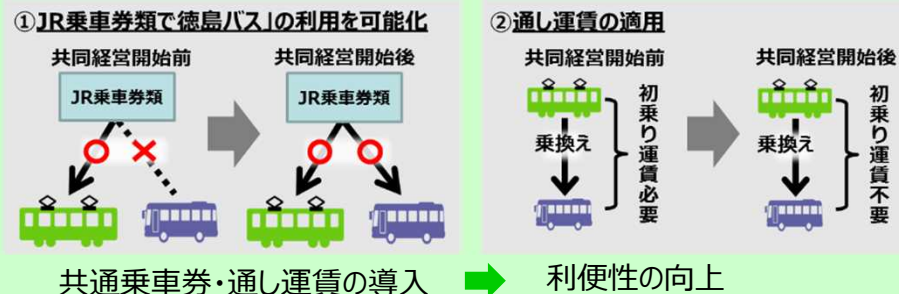 ①JR乗車券類で徳島バス」の利用を可能化
共同経営開始前
共同経営開始後
JR乗車券類
JR乗車券類
②通し運賃の適用
共同経営開始前
共同経営開始後
乗換え
初乗り運賃必要
乗換え
初乗り運賃不要
共通乗車券・通し運賃の導入
利便性の向上